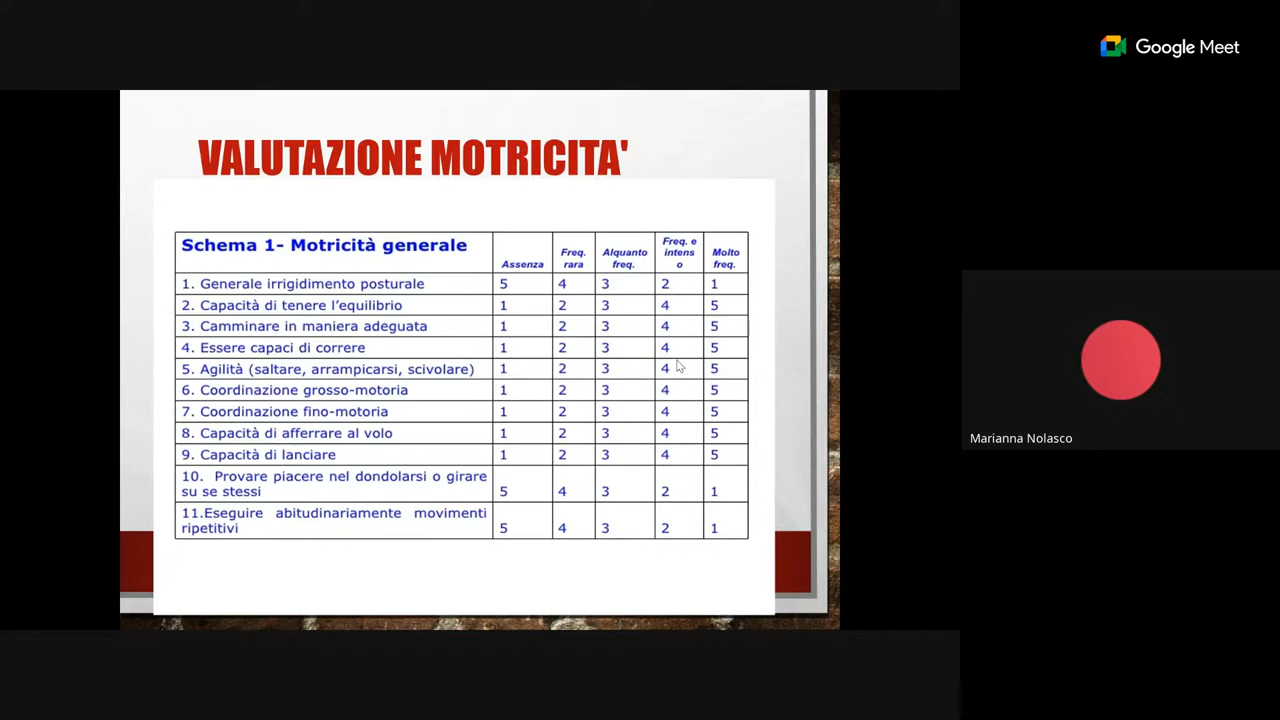 Google Meet
VALUTAZIONE MOTRICITA'
Schema 1- Motricità generale
Assenza
Freq.
rara
Alquanto
freq.
Freq. e
intens
o
Molto
freq.
1. Generale irrigidimento posturale 5 4 3 2 1
2. Capacità di tenere l’equilibrio 1 2 3 4 5
3. Camminare in maniera adeguata 1 2 3 4 5
4. Essere capaci di correre 1 2 3 4 5
5. Agilità (saltare, arrampicarsi, scivolare) 1 2 3 4 5
6. Coordinazione grosso-motoria 1 2 3 4 5
7. Coordinazione fino-motoria 1 2 3 4 5
8. Capacità di afferrare al volo 1 2 3 4 5
9. Capacità di lanciare 1 2 3 4 5
10. Provare piacere nel dondolarsi o girare
su se stessi 5 4 3 2 1
11.Eseguire abitudinariamente movimenti
ripetitivi 5 4 3 2 1
Marianna Nolasco